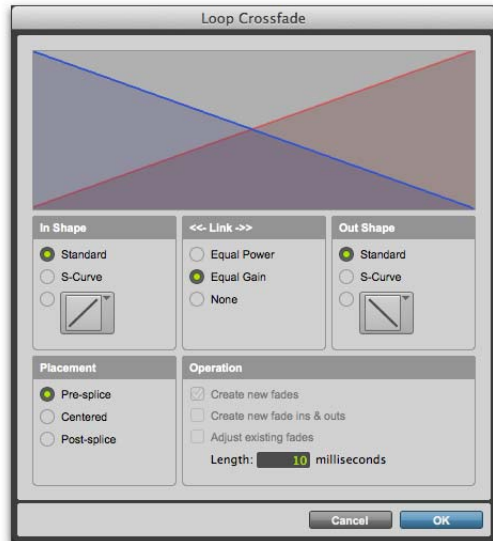 Loop Crossfade
In Shape
Standard
S-Curve
<<- Link ->>
Equal Power
Equal Gain
None
Out Shape
Standard
S-Curve
Placement
Pre-splice
Centered
Post-splice
Operation
Create new fades
Create new fade ins & outs
Adjust existing fades
Length: 10 milliseconds
Cancel
OK